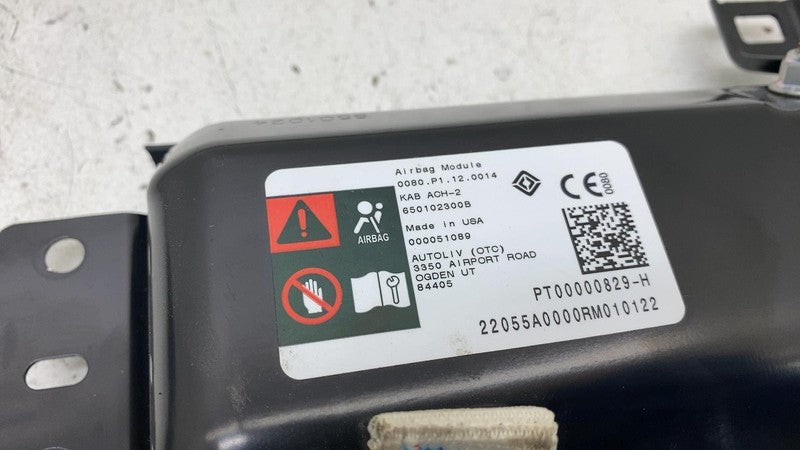 Airbag Module
0080.P1.12.0014
KAB ACH-2
650102300B
Made in USA
000051089
AUTOLIV (OTC)
3350 AIRPORT ROAD
OGDEN UT
84405
AIRBAG
CE
0080
PT00000829-H
22055A0000RM010122